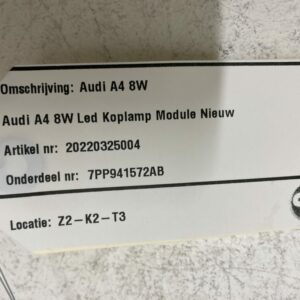 Omschrijving: Audi A4 8W
Audi A4 8W Led Koplamp Module Nieuw
Artikel nr: 20220325004
Onderdeel nr: 7PP941572AB
Locatie: Z2-K2-T3